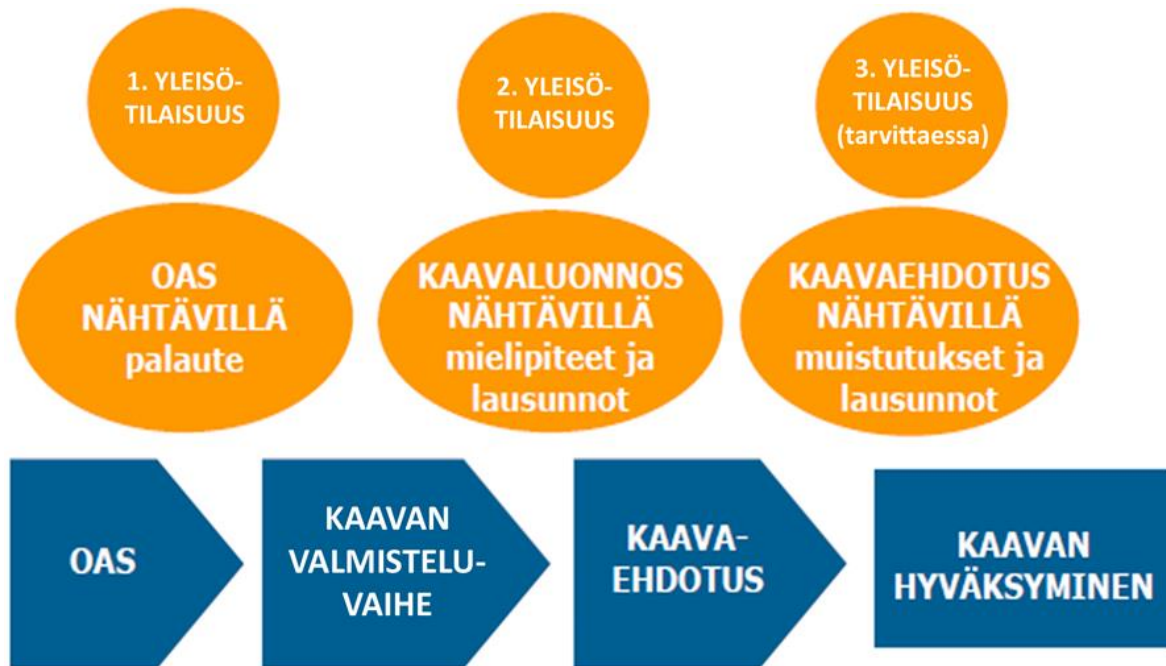 1. YLEISÖ-
TILAISUUS
2. YLEISÖ-
TILAISUUS
3. YLEISÖ-
TILAISUUS
(tarvittaessa)
OAS
NÄHTÄVILLÄ
palaute
KAAVALUONNOS
NÄHTÄVILLÄ
mielipiteet ja
lausunnot
KAAVAEHDOTUS
NÄHTÄVILLÄ
muistutukset ja
lausunnot
OAS
KAAVAN
VALMISTELU-
VAIHE
KAAVA-
EHDOTUS
KAAVAN
HYVÄKSYMINEN